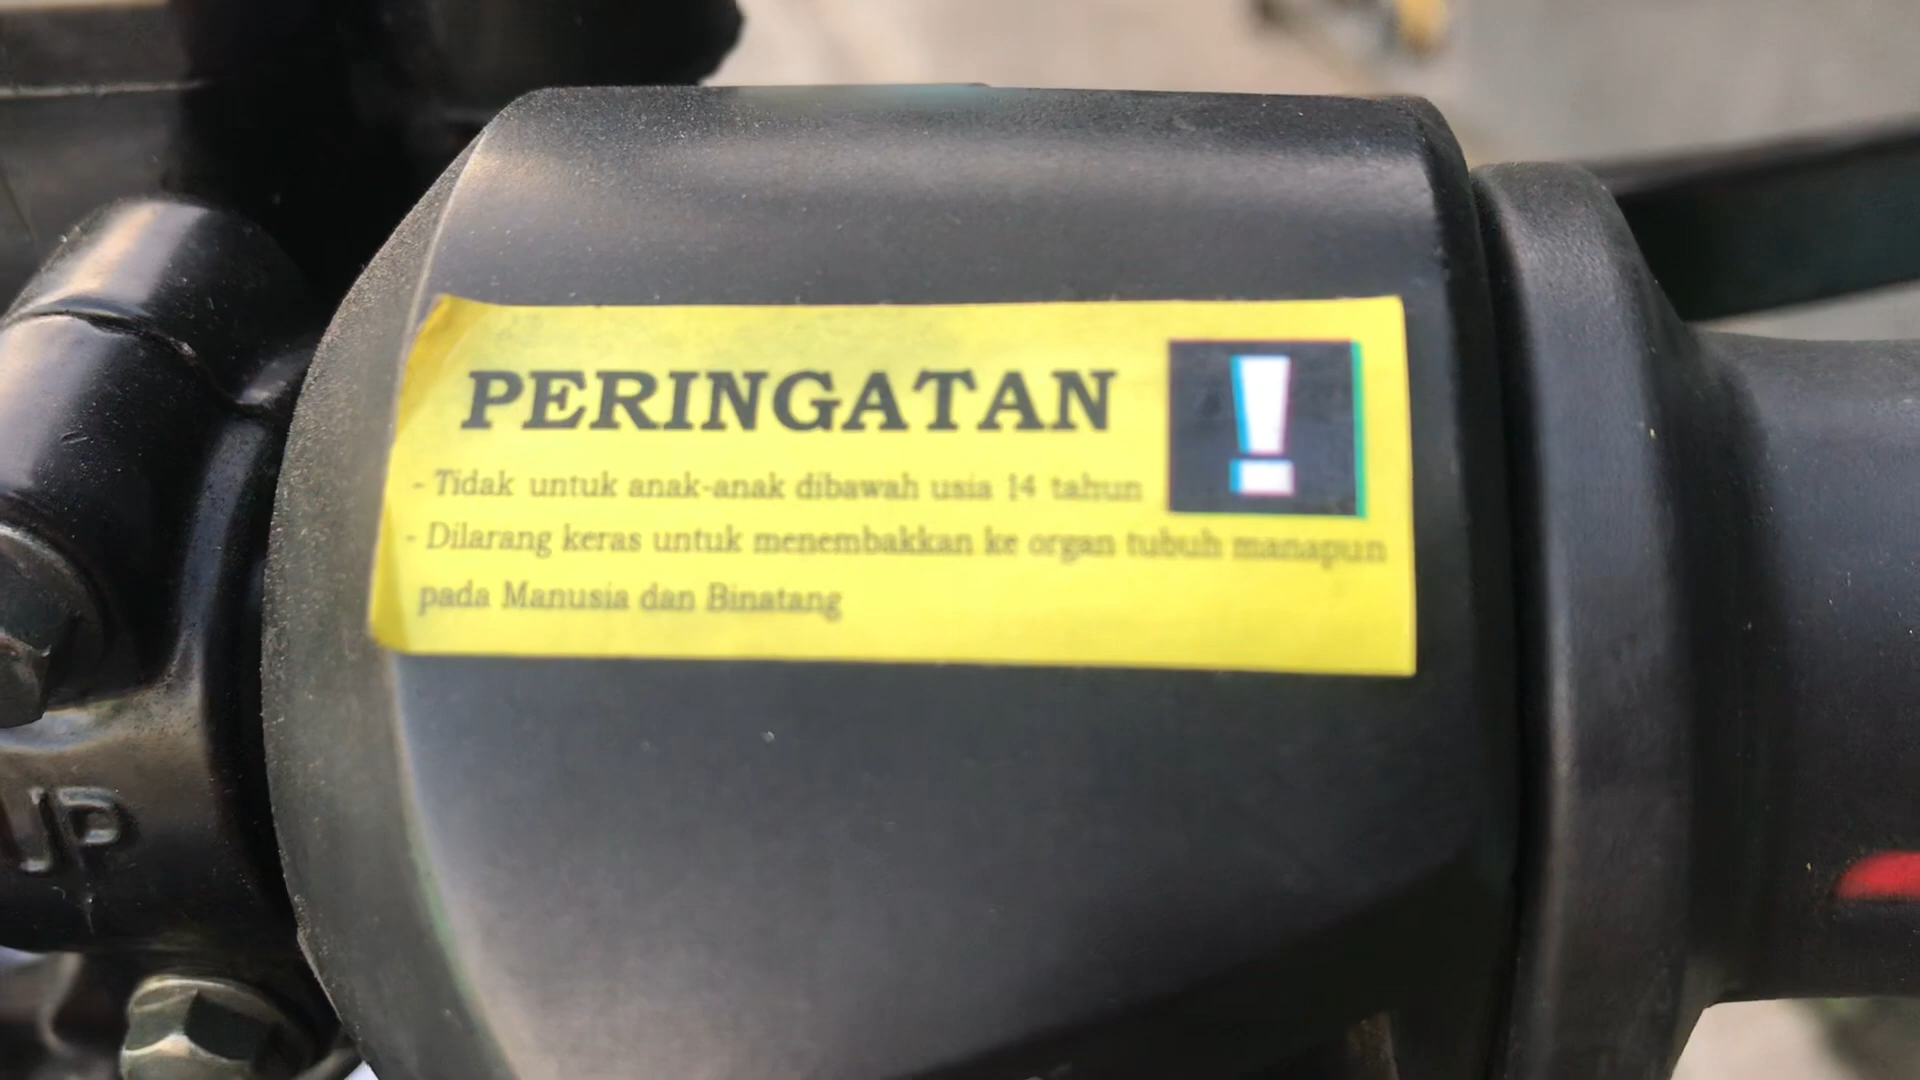 PERINGATAN !
- Tidak untuk anak-anak dibawah usia 14 tahun
- Dilarang keras untuk menembakkan ke organ tubuh manapun
pada Manusia dan Binatang
UP